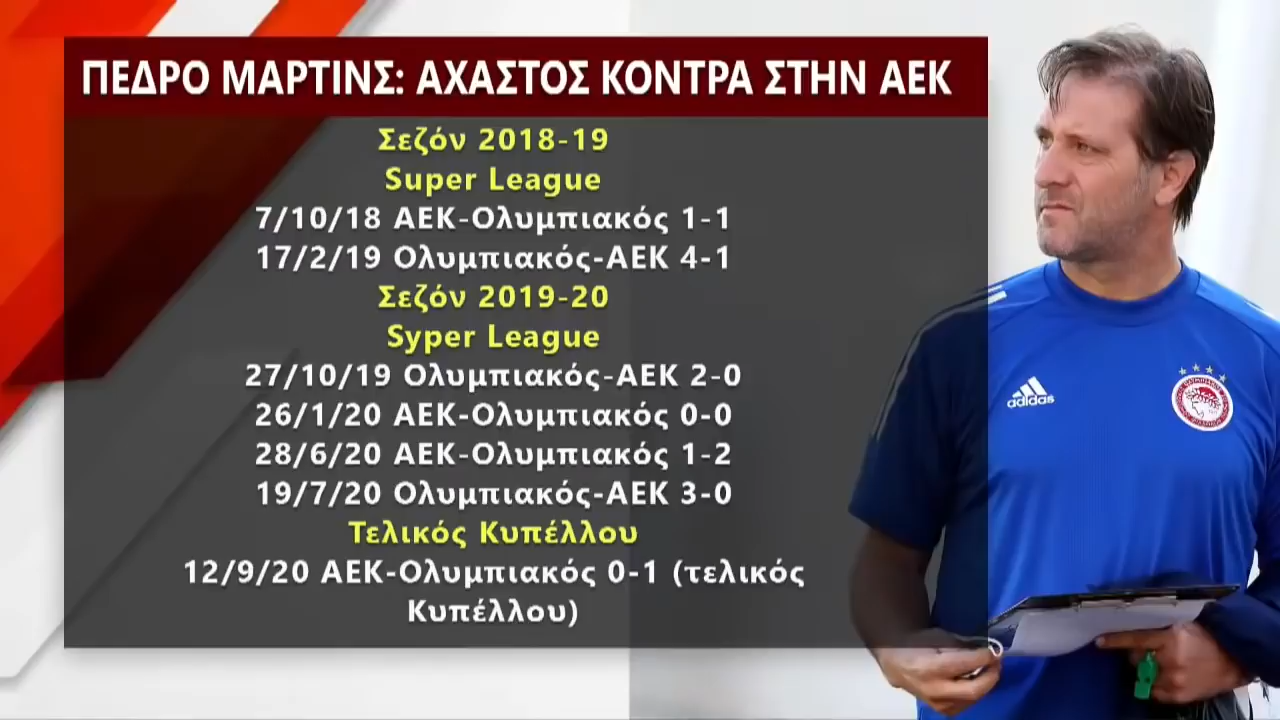 ΠΕΔΡΟ ΜΑΡΤΙΝΣ: ΑΧΑΣΤΟΣ ΚΟΝΤΡΑ ΣΤΗΝ ΑΕΚ
Σεζόν 2018-19
Super League
7/10/18 ΑΕΚ-Ολυμπιακός 1-1
17/2/19 Ολυμπιακός-ΑΕΚ 4-1
Σεζόν 2019-20
Syper League
27/10/19 Ολυμπιακός-ΑΕΚ 2-0
26/1/20 ΑΕΚ-Ολυμπιακός 0-0
28/6/20 ΑΕΚ-Ολυμπιακός 1-2
19/7/20 Ολυμπιακός-ΑΕΚ 3-0
Τελικός Κυπέλλου
12/9/20 ΑΕΚ-Ολυμπιακός 0-1 (τελικός
Κυπέλλου)
adidas